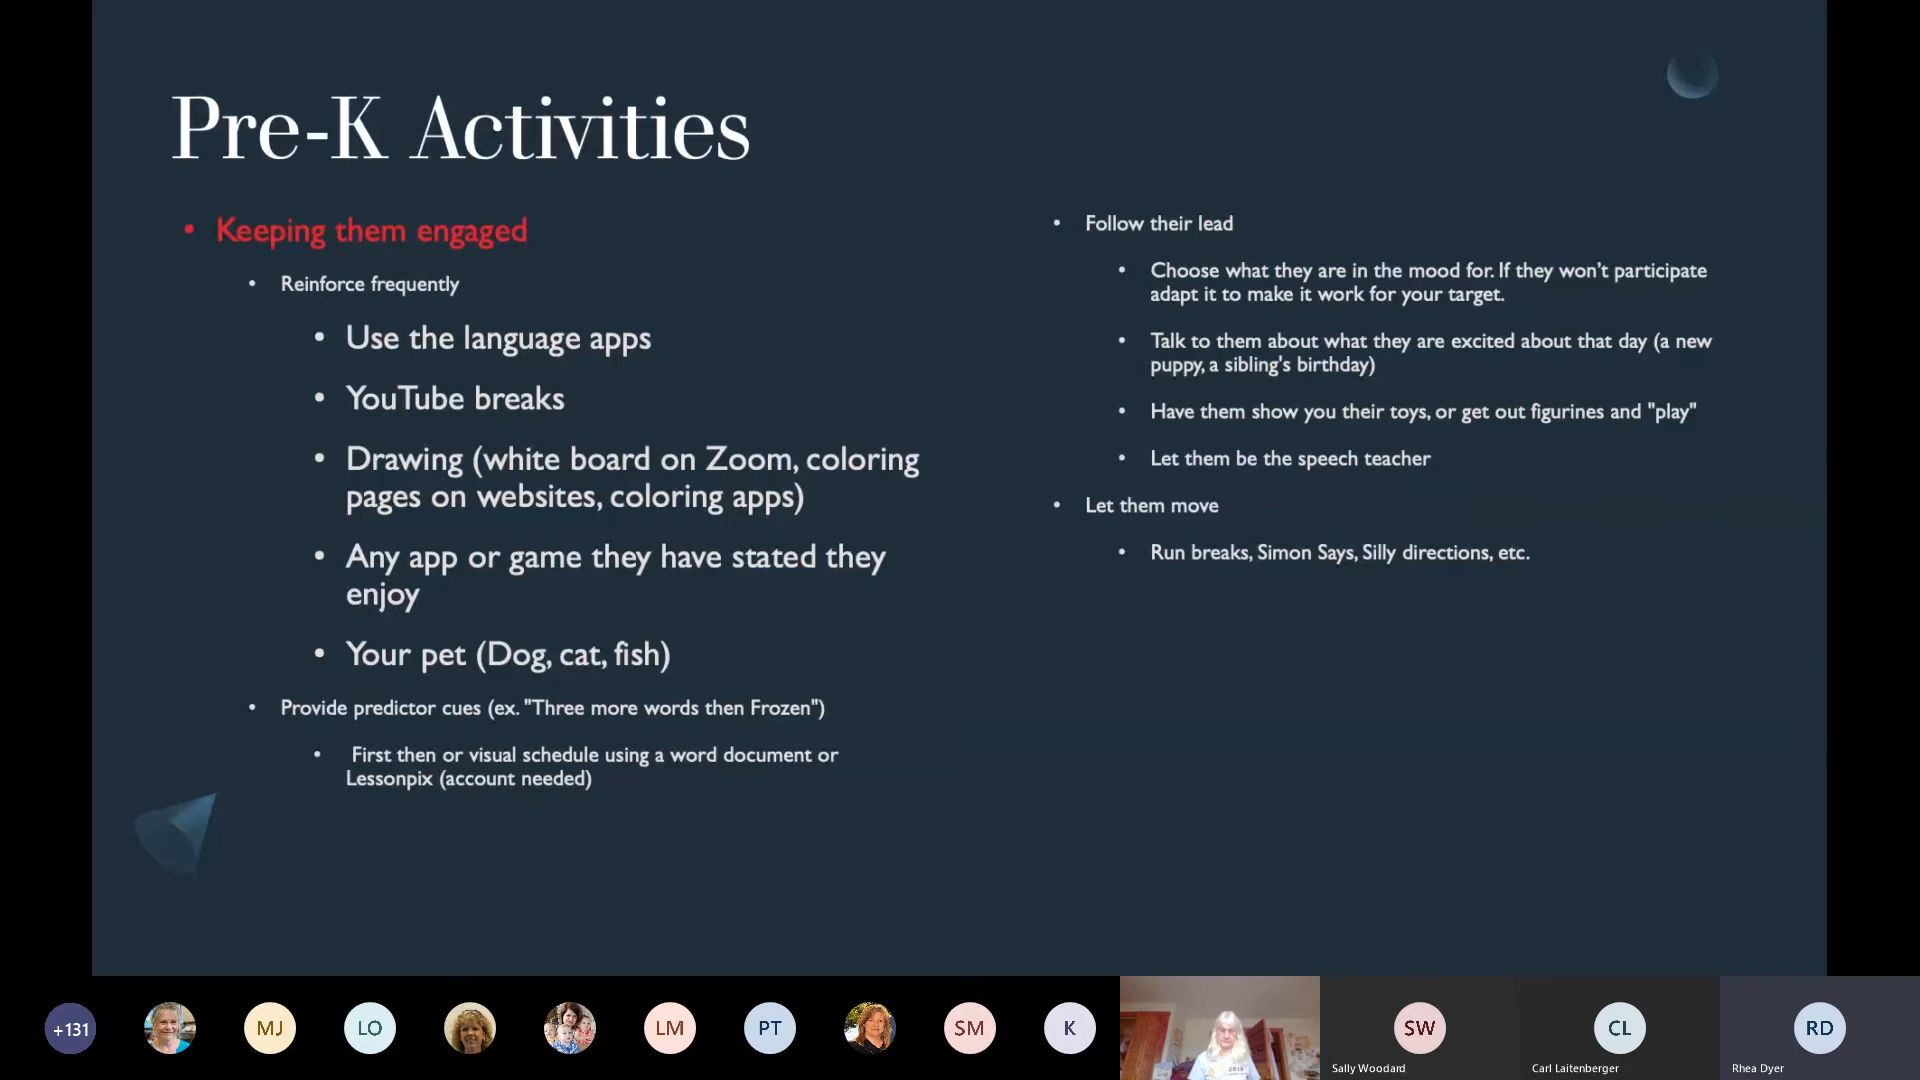 Pre-K Activities
• Keeping them engaged
• Reinforce frequently
• Use the language apps
• YouTube breaks
• Drawing (white board on Zoom, coloring
pages on websites, coloring apps)
• Any app or game they have stated they
enjoy
• Your pet (Dog, cat, fish)
• Provide predictor cues (ex. "Three more words then Frozen")
• First then or visual schedule using a word document or
Lessonpix (account needed)
• Follow their lead
• Choose what they are in the mood for. If they won't participate
adapt it to make it work for your target.
• Talk to them about what they are excited about that day (a new
puppy, a sibling's birthday)
• Have them show you their toys, or get out figurines and "play"
• Let them be the speech teacher
• Let them move
• Run breaks, Simon Says, Silly directions, etc.
+131
MJ
LO
LM
PT
SM
K
SW
Sally Woodard
CL
Carl Laitenberger
RD
Rhea Dyer